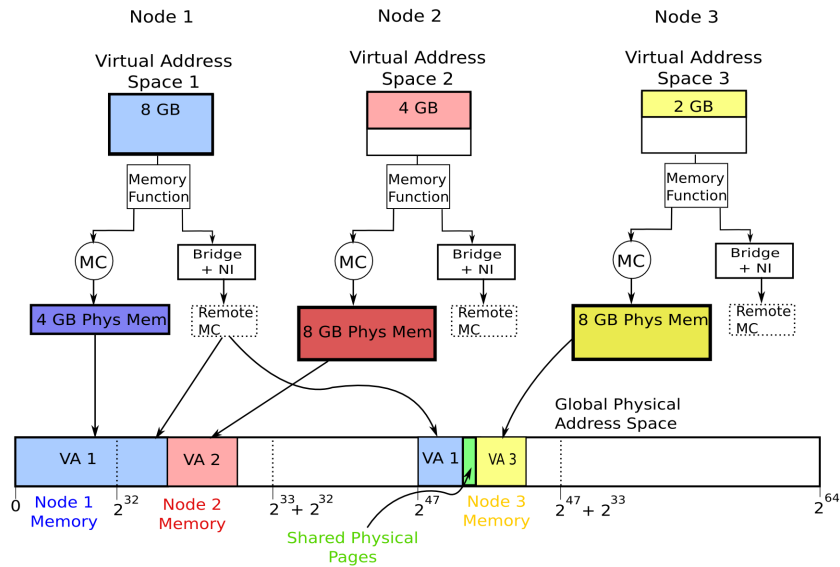 Node 1
Node 2
Node 3
Virtual Address
Space 1
Virtual Address
Space 2
Virtual Address
Space 3
8 GB
4 GB
2 GB
Memory
Function
Memory
Function
Memory
Function
MC
Bridge
+ NI
MC
Bridge
+ NI
MC
Bridge
+ NI
4 GB Phys Mem
Remote
MC
8 GB Phys Mem
Remote
MC
8 GB Phys Mem
Remote
MC
Global Physical
Address Space
VA 1
VA 2
VA 1
VA 3
0
2^32
2^33 + 2^32
2^47
2^47 + 2^33
2^64
Node 1
Memory
Node 2
Memory
Node 3
Memory
Shared Physical
Pages